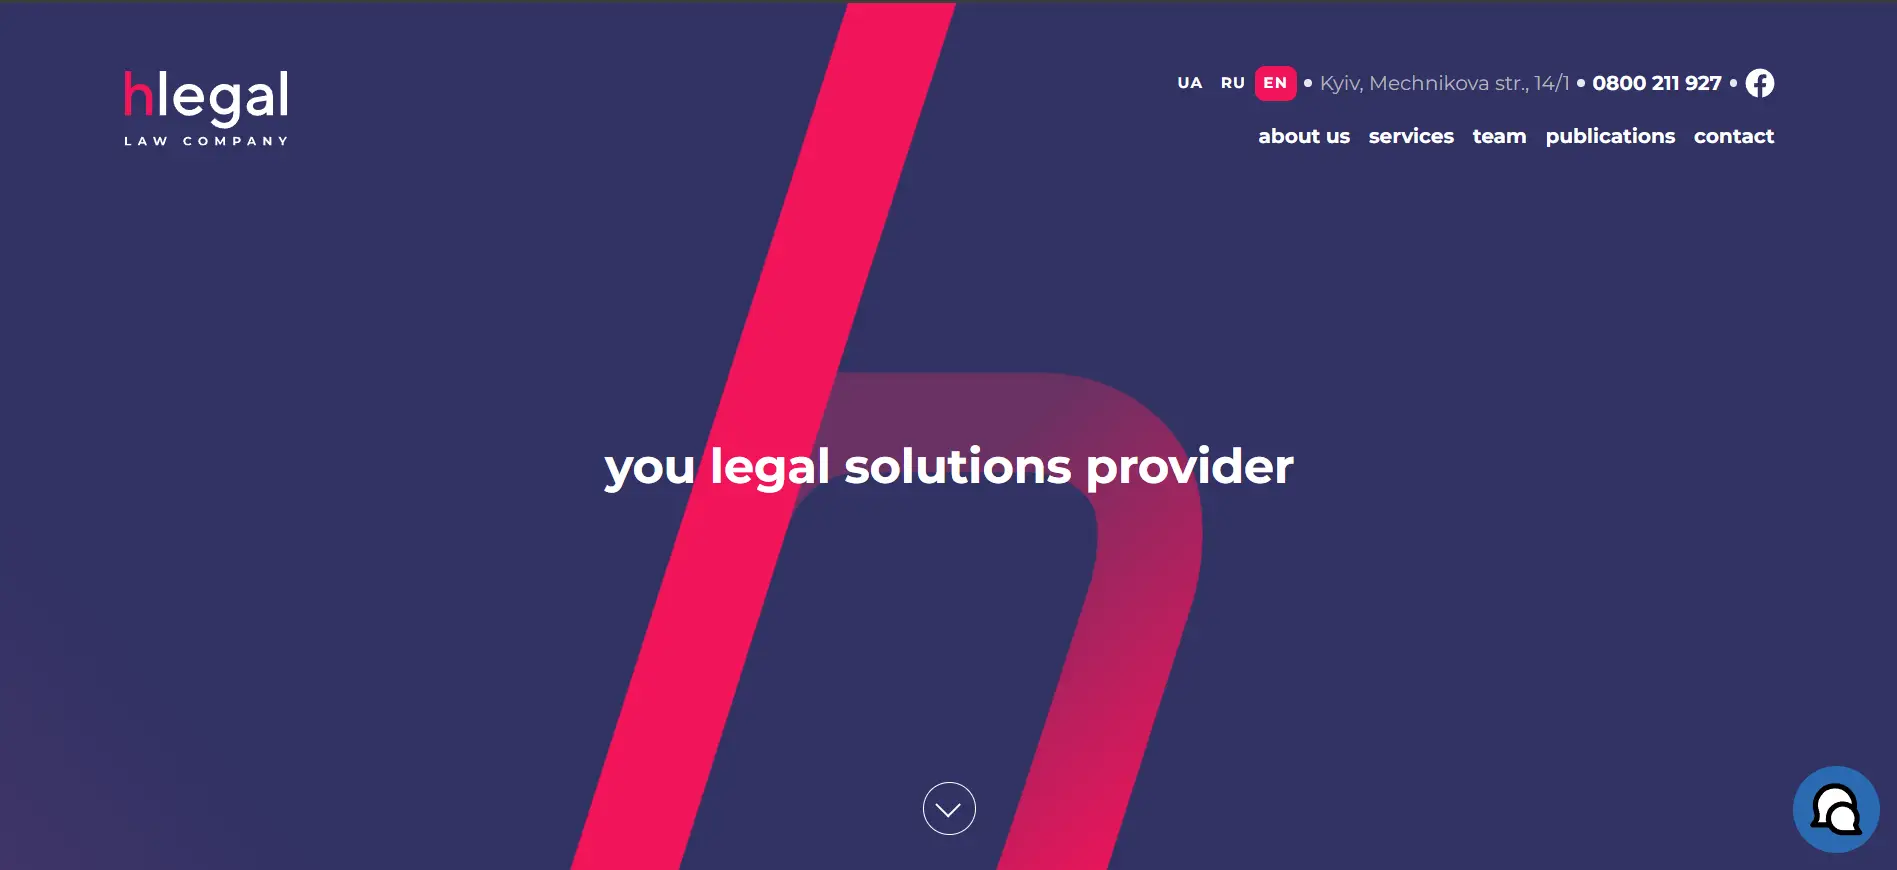 hlegal
LAW COMPANY
UA RU EN • Kyiv, Mechnikova str., 14/1 • 0800 211 927 •
about us services team publications contact
you legal solutions provider